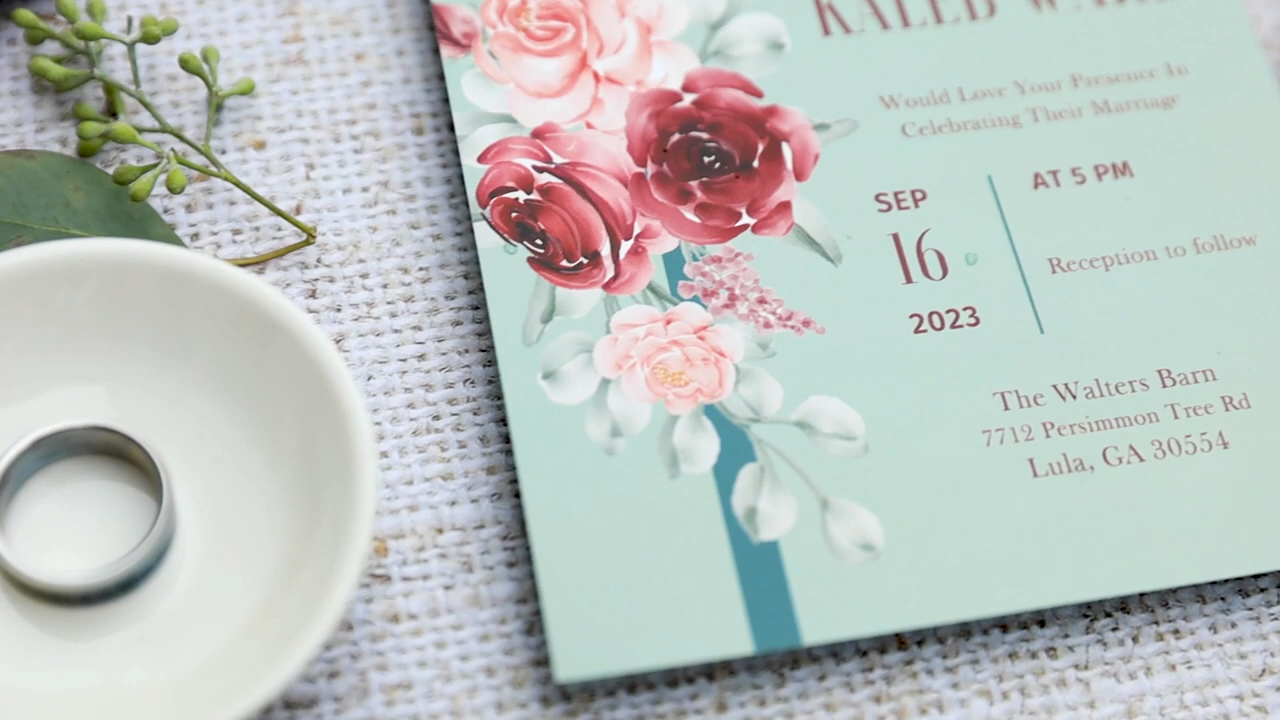 KALEB
Would Love Your Presence In
Celebrating Their Marriage
SEP
16
2023
AT 5 PM
Reception to follow
The Walters Barn
7712 Persimmon Tree Rd
Lula, GA 30554